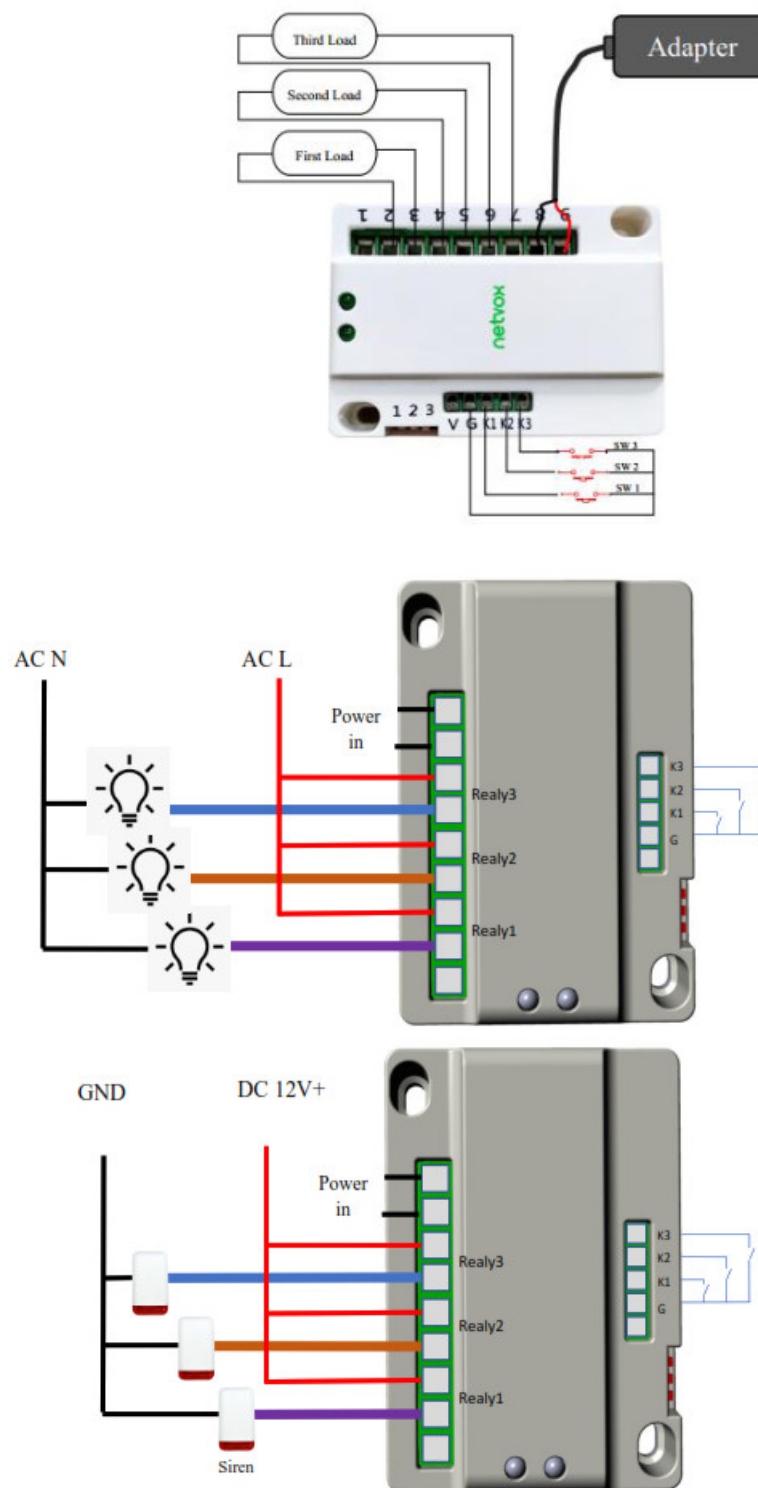 Third Load
Adapter
Second Load
First Load
1 2 3 4 5 6 7 8 9
netvox
1 2 3
V G K1 K2 K3
SW 3
SW 2
SW 1
AC N
AC L
Power
in
Realy3
Realy2
Realy1
K3
K2
K1
G
GND
DC 12V+
Power
in
Realy3
Realy2
Realy1
K3
K2
K1
G
Siren